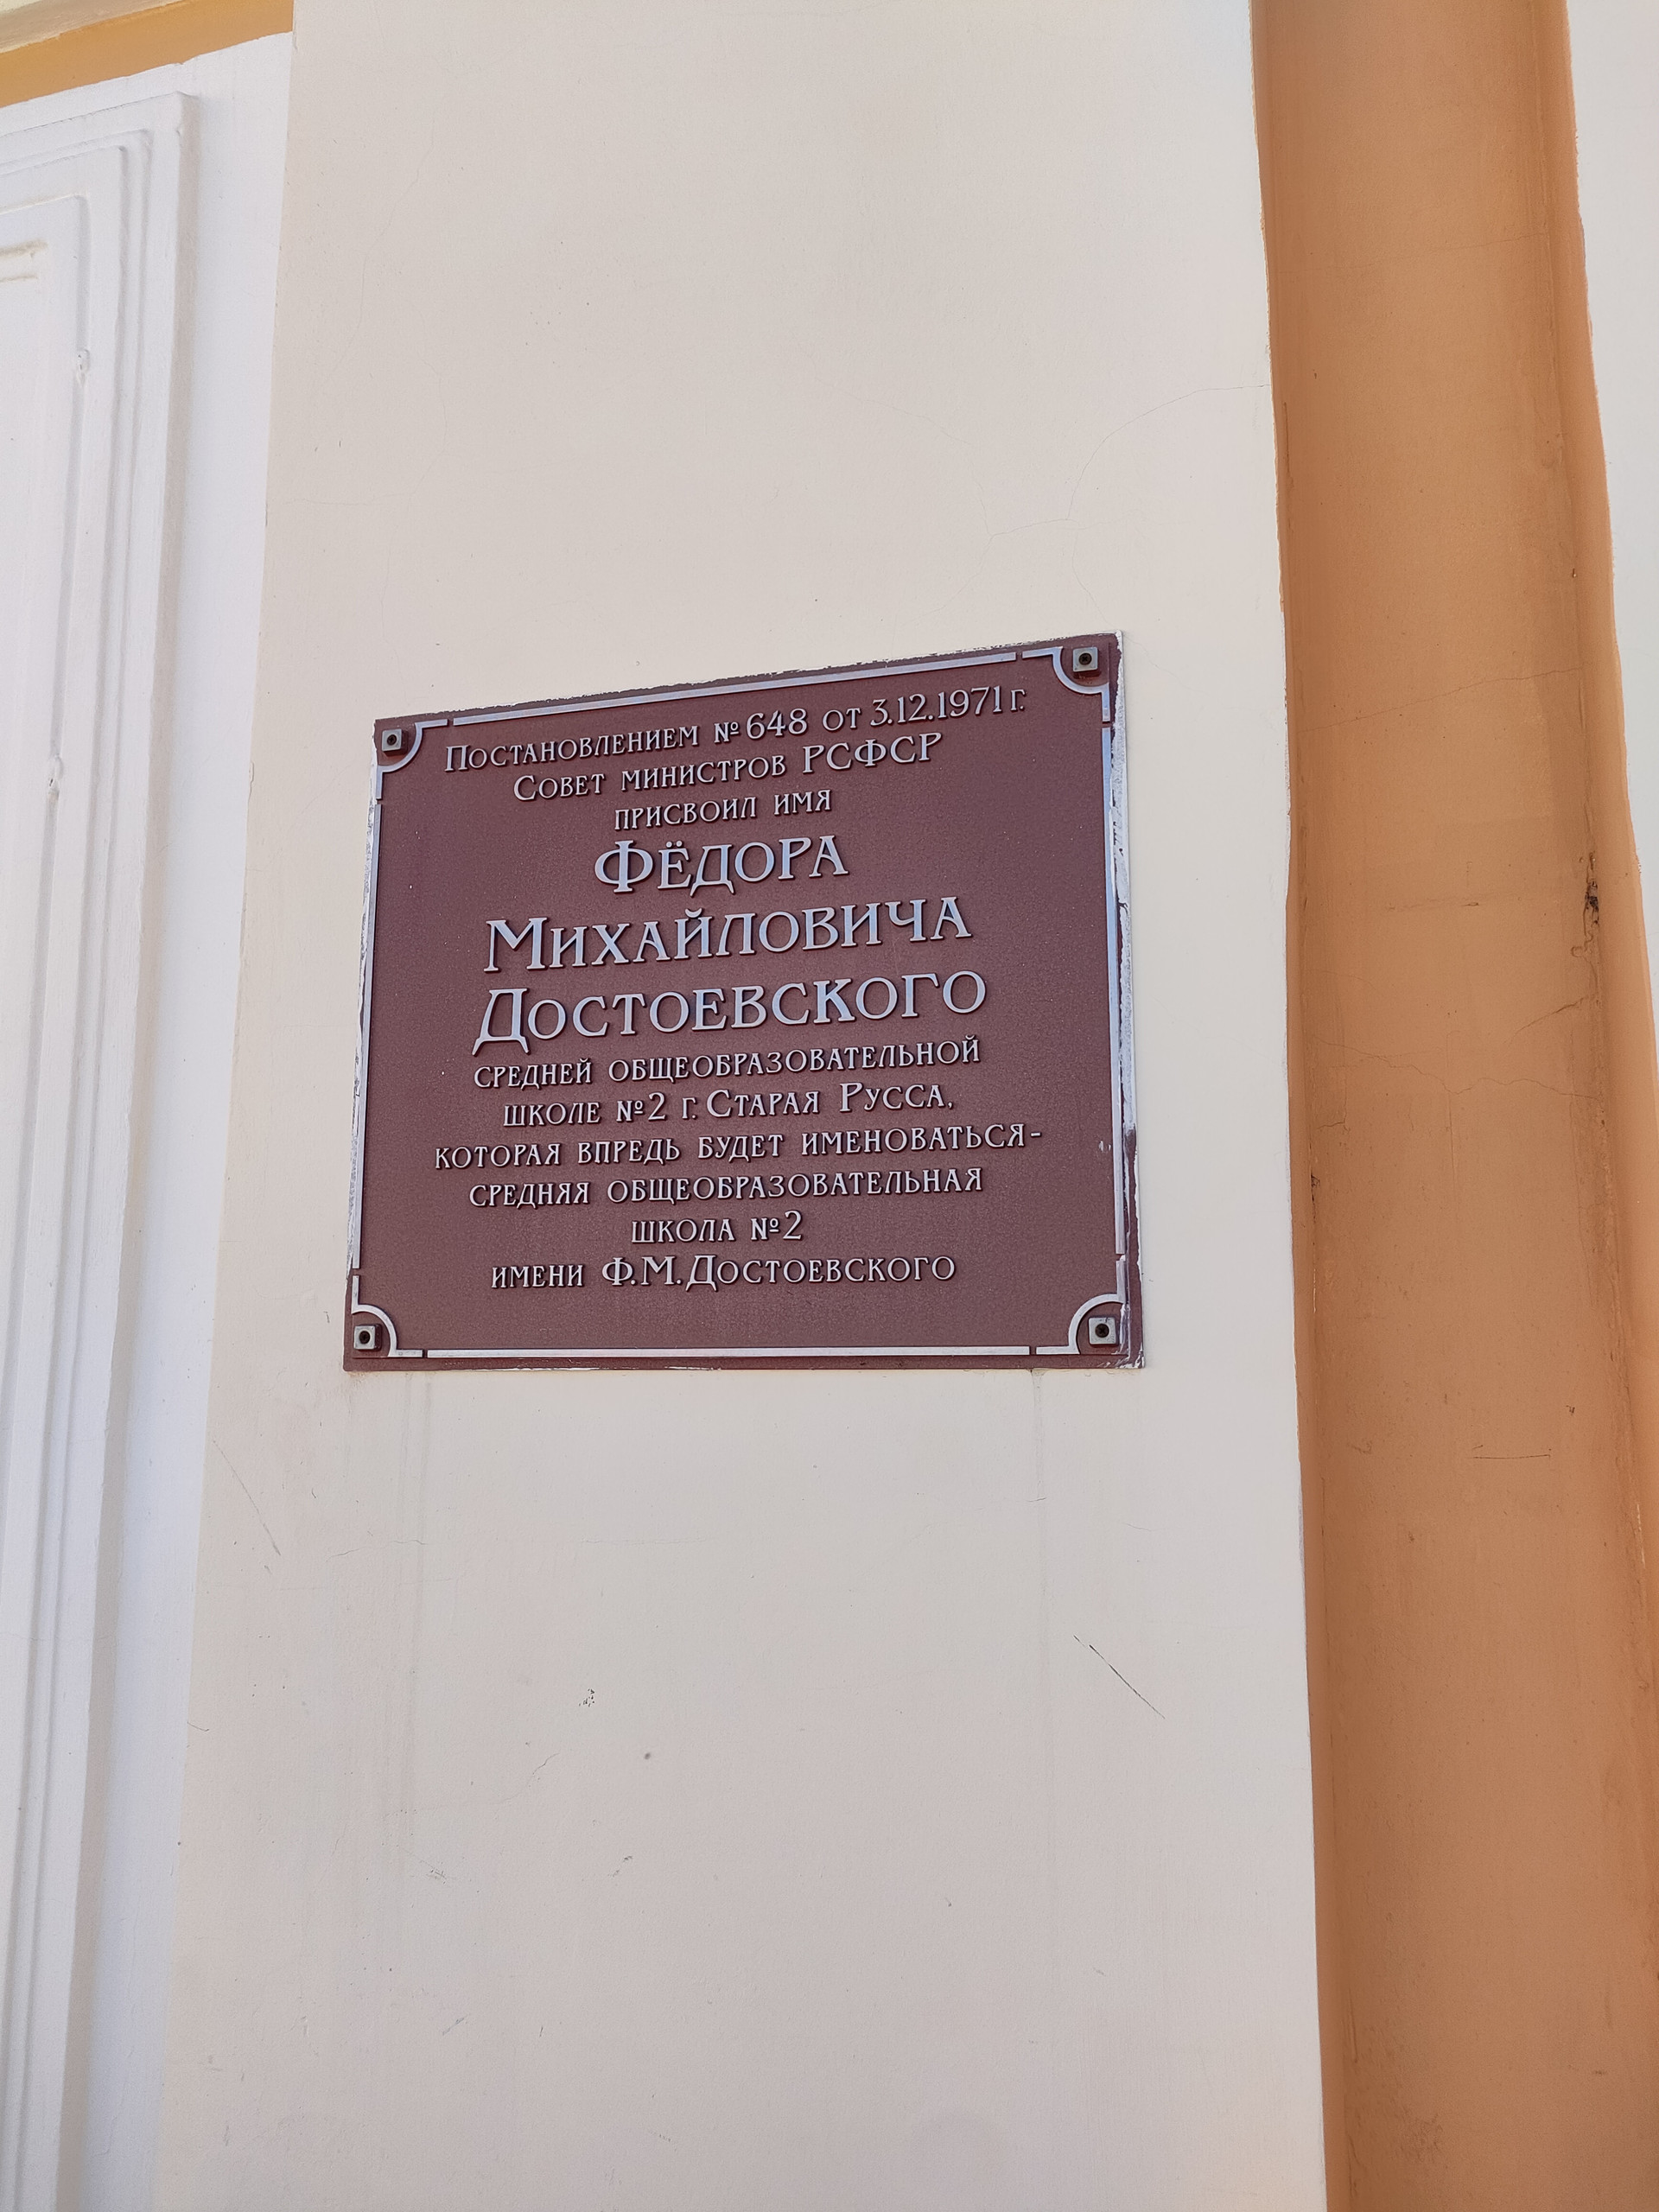 Постановлением №648 от 3.12.1971г.
Совет министров РСФСР
присвоил имя
Фёдора
Михайловича
Достоевского
средней общеобразовательной
школе №2 г. Старая Русса,
которая впредь будет именоваться-
средняя общеобразовательная
школа №2
имени Ф.М.Достоевского